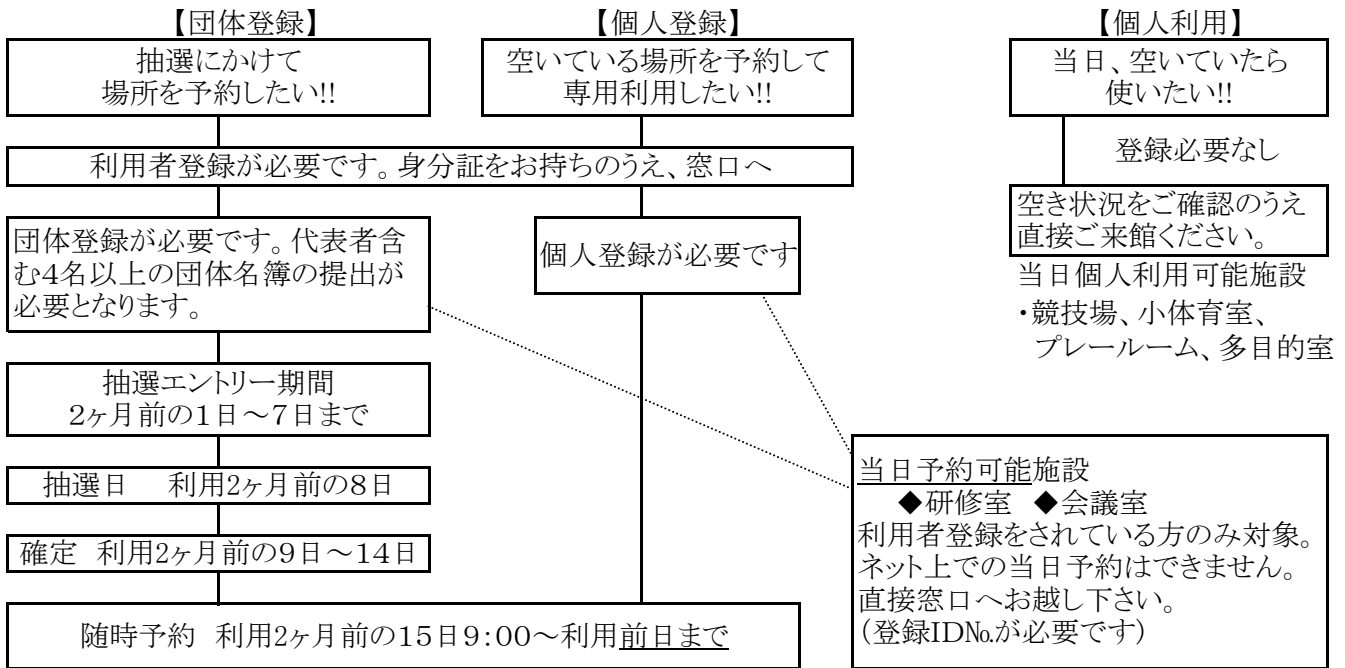 【団体登録】
抽選にかけて
場所を予約したい!!
【個人登録】
空いている場所を予約して
専用利用したい!!
【個人利用】
当日、空いていたら
使いたい!!
利用者登録が必要です。身分証をお持ちのうえ、窓口へ
登録必要なし
団体登録が必要です。代表者含
む4名以上の団体名簿の提出が
必要となります。
個人登録が必要です
空き状況をご確認のうえ
直接ご来館ください。
当日個人利用可能施設
・競技場、小体育室、
プレールーム、多目的室
抽選エントリー期間
2ヶ月前の1日~7日まで
抽選日 利用2ヶ月前の8日
確定 利用2ヶ月前の9日~14日
随時予約 利用2ヶ月前の15日9:00~利用前日まで
当日予約可能施設
◆研修室 ◆会議室
利用者登録をされている方のみ対象。
ネット上での当日予約はできません。
直接窓口へお越し下さい。
(登録ID№が必要です)